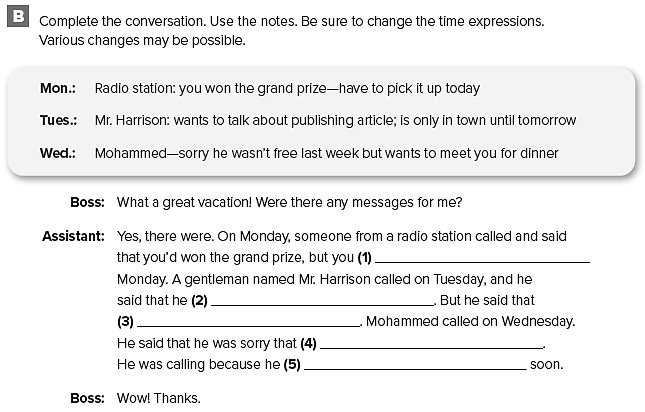 B Complete the conversation. Use the notes. Be sure to change the time expressions.
Various changes may be possible.
Mon.: Radio station: you won the grand prize—have to pick it up today
Tues.: Mr. Harrison: wants to talk about publishing article; is only in town until tomorrow
Wed.: Mohammed—sorry he wasn't free last week but wants to meet you for dinner
Boss: What a great vacation! Were there any messages for me?
Assistant: Yes, there were. On Monday, someone from a radio station called and said
that you'd won the grand prize, but you (1) ____________________
Monday. A gentleman named Mr. Harrison called on Tuesday, and he
said that he (2) ____________________. But he said that
(3) ____________________. Mohammed called on Wednesday.
He said that he was sorry that (4) ____________________.
He was calling because he (5) ____________________ soon.
Boss: Wow! Thanks.